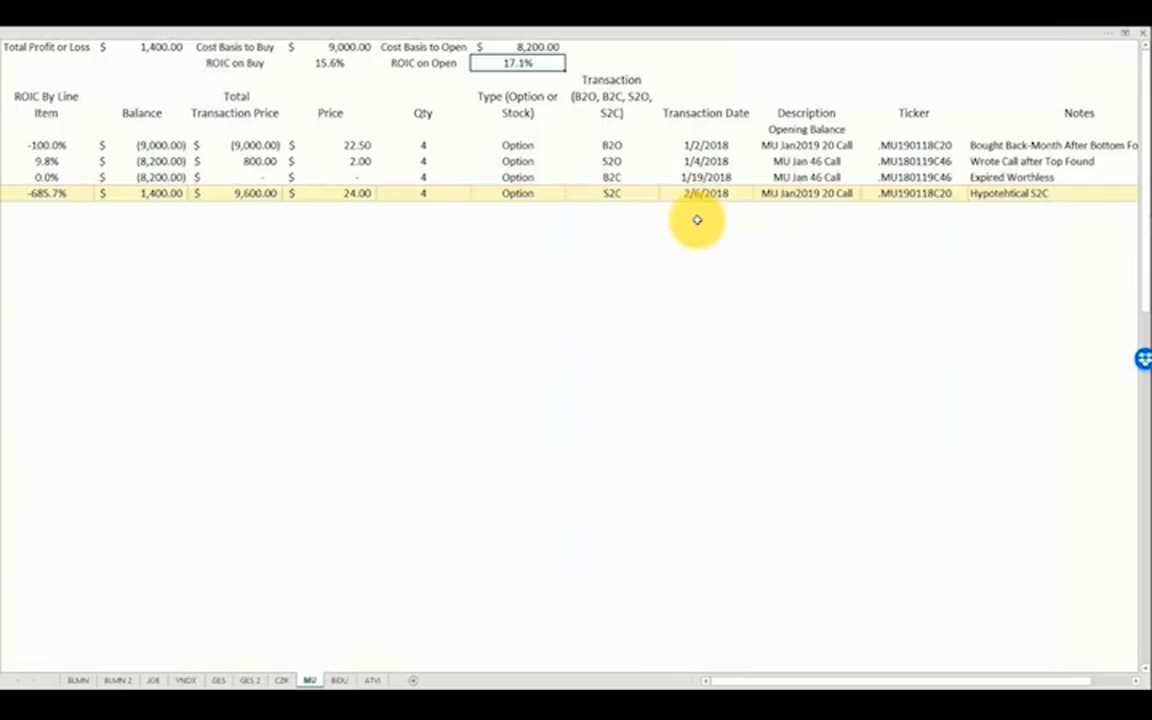 Total Profit or Loss $ 1,400.00 Cost Basis to Buy $ 9,000.00 Cost Basis to Open $ 8,200.00
ROIC on Buy 15.6% ROIC on Open 17.1%
Transaction
ROIC By Line Total Type (Option or (B2O, B2C, S2O,
Item Balance Transaction Price Price Qty Stock) S2C) Transaction Date Description Ticker Notes
Opening Balance
-100.0% $ (9,000.00) $ (9,000.00) $ 22.50 4 Option B2O 1/2/2018 MU Jan2019 20 Call .MU190118C20 Bought Back-Month After Bottom Fo
9.8% $ (8,200.00) $ 800.00 $ 2.00 4 Option S2O 1/4/2018 MU Jan 46 Call .MU180119C46 Wrote Call after Top Found
0.0% $ (8,200.00) $ - $ - 4 Option B2C 1/19/2018 MU Jan 46 Call .MU180119C46 Expired Worthless
-685.7% $ 1,400.00 $ 9,600.00 $ 24.00 4 Option S2C 2/6/2018 MU Jan2019 20 Call .MU190118C20 Hypotehtical S2C
BLMN BLMN 2 JOE YNDX GES GES 2 CZR MU BIDU ATVI